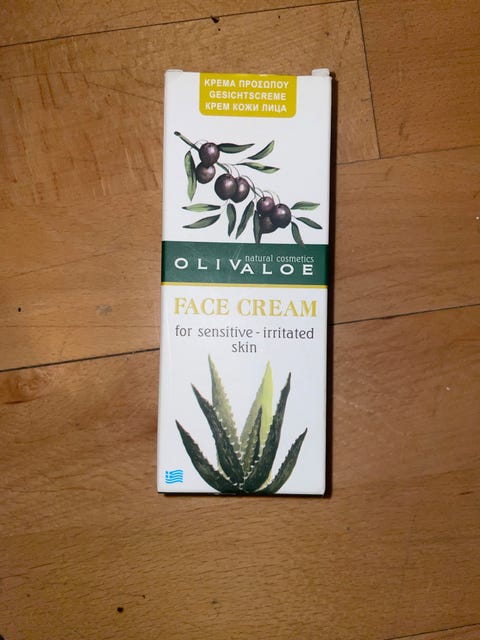 ΚΡΕΜΑ ΠΡΟΣΩΠΟΥ
GESICHTSCREME
КРЕМ КОЖИ ЛИЦА
natural cosmetics
OLIVALOE
FACE CREAM
for sensitive - irritated
skin